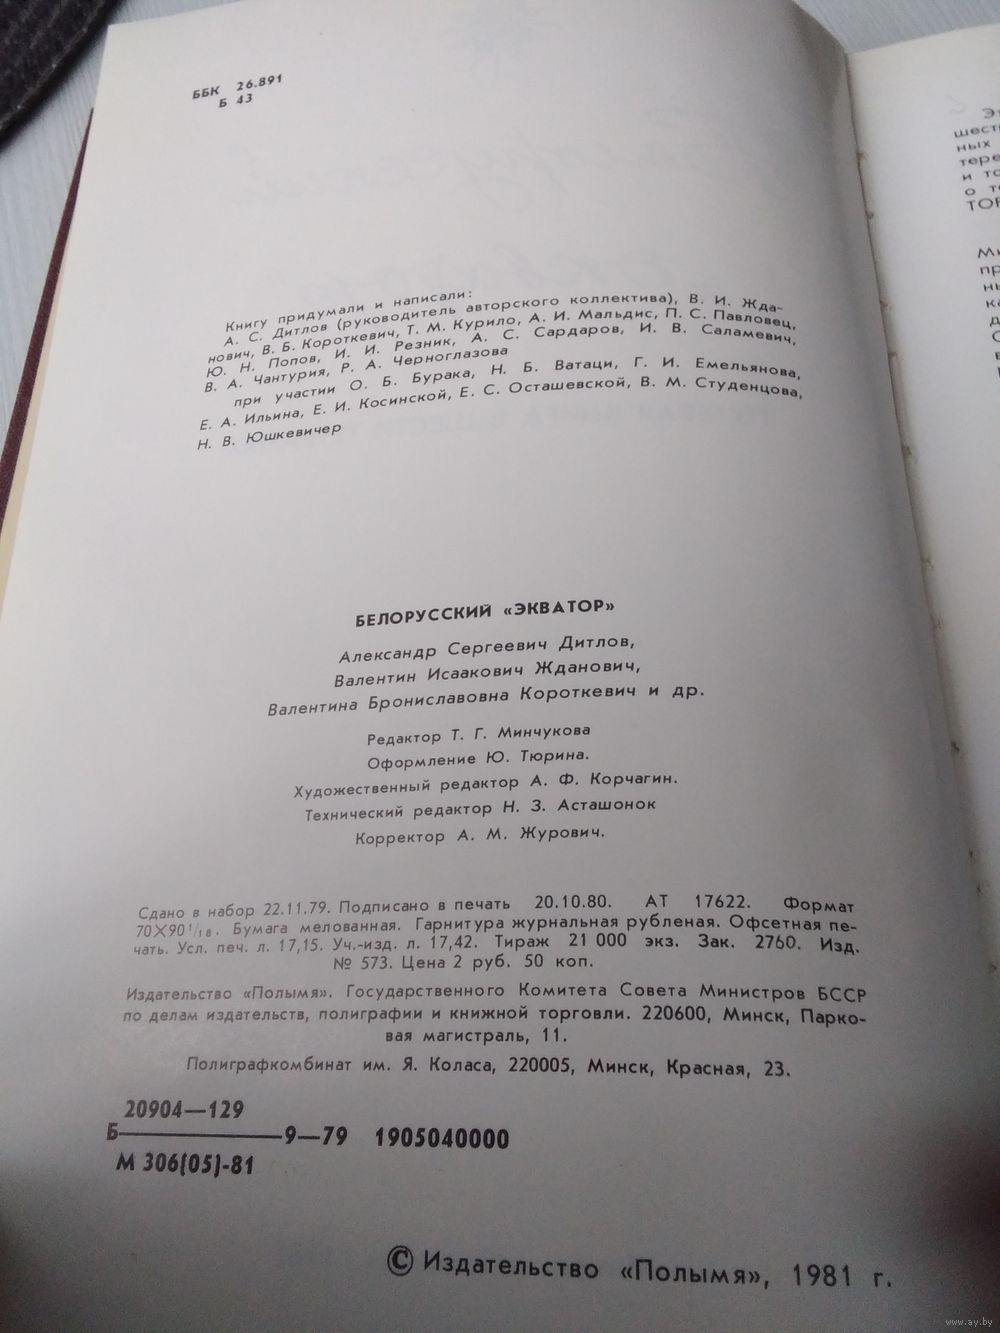 ББК 26.891
Б 43
Книгу придумали и написали:
А. С. Дитлов (руководитель авторского коллектива), В. И. Жда-
нович, В. Б. Короткевич, Т. М. Курило, А. И. Мальдис, П. С. Павловец,
Ю. Н. Попов, И. И. Резник, А. С. Сардаров, И. В. Саламевич,
В. А. Чантурия, Р. А. Черноглазова
при участии О. Б. Бурака, Н. Б. Ватаци, Г. И. Емельянова,
Е. А. Ильина, Е. И. Косинской, Е. С. Осташевской, В. М. Студенцова,
Н. В. Юшкевичер
БЕЛОРУССКИЙ «ЭКВАТОР»
Александр Сергеевич Дитлов,
Валентин Исаакович Жданович,
Валентина Брониславовна Короткевич и др.
Редактор Т. Г. Минчукова
Оформление Ю. Тюрина.
Художественный редактор А. Ф. Корчагин.
Технический редактор Н. З. Асташонок
Корректор А. М. Журович.
Сдано в набор 22.11.79. Подписано в печать 20.10.80. АТ 17622. Формат
70X90 1/18. Бумага мелованная. Гарнитура журнальная рубленая. Офсетная пе-
чать. Усл. печ. л. 17,15. Уч.-изд. л. 17,42. Тираж 21 000 экз. Зак. 2760. Изд.
№ 573. Цена 2 руб. 50 коп.
Издательство «Полымя». Государственного Комитета Совета Министров БССР
по делам издательств, полиграфии и книжной торговли. 220600, Минск, Парко-
вая магистраль, 11.
Полиграфкомбинат им. Я. Коласа, 220005, Минск, Красная, 23.
20904—129
Б—9—79 1905040000
М 306(05)-81
© Издательство «Полымя», 1981 г.
www.ay.by